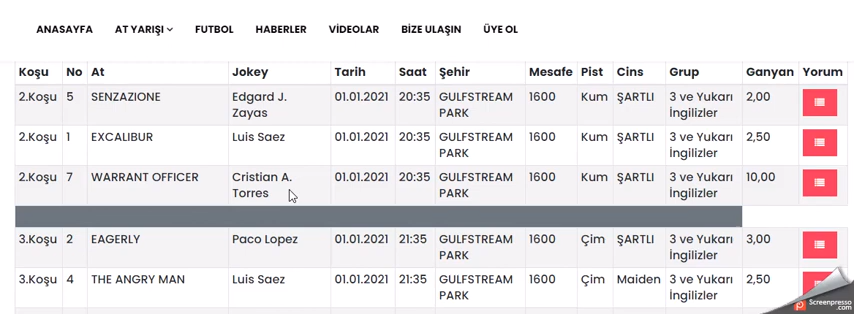 ANASAYFA AT YARIŞI FUTBOL HABERLER VİDEOLAR BİZE ULAŞIN ÜYE OL
Koşu No At Jokey Tarih Saat Şehir Mesafe Pist Cins Grup Ganyan Yorum
2.Koşu 5 SENZAZIONE Edgard J. 01.01.2021 20:35 GULFSTREAM 1600 Kum ŞARTLI 3 ve Yukarı 2,00
Zayas PARK İngilizler
2.Koşu 1 EXCALIBUR Luis Saez 01.01.2021 20:35 GULFSTREAM 1600 Kum ŞARTLI 3 ve Yukarı 2,50
PARK İngilizler
2.Koşu 7 WARRANT OFFICER Cristian A. 01.01.2021 20:35 GULFSTREAM 1600 Kum ŞARTLI 3 ve Yukarı 10,00
Torres PARK İngilizler
3.Koşu 2 EAGERLY Paco Lopez 01.01.2021 21:35 GULFSTREAM 1600 Çim ŞARTLI 3 ve Yukarı 3,00
PARK İngilizler
3.Koşu 4 THE ANGRY MAN Luis Saez 01.01.2021 21:35 GULFSTREAM 1600 Çim Maiden 3 ve Yukarı 2,50
PARK İngilizler
Screenpresso
.com